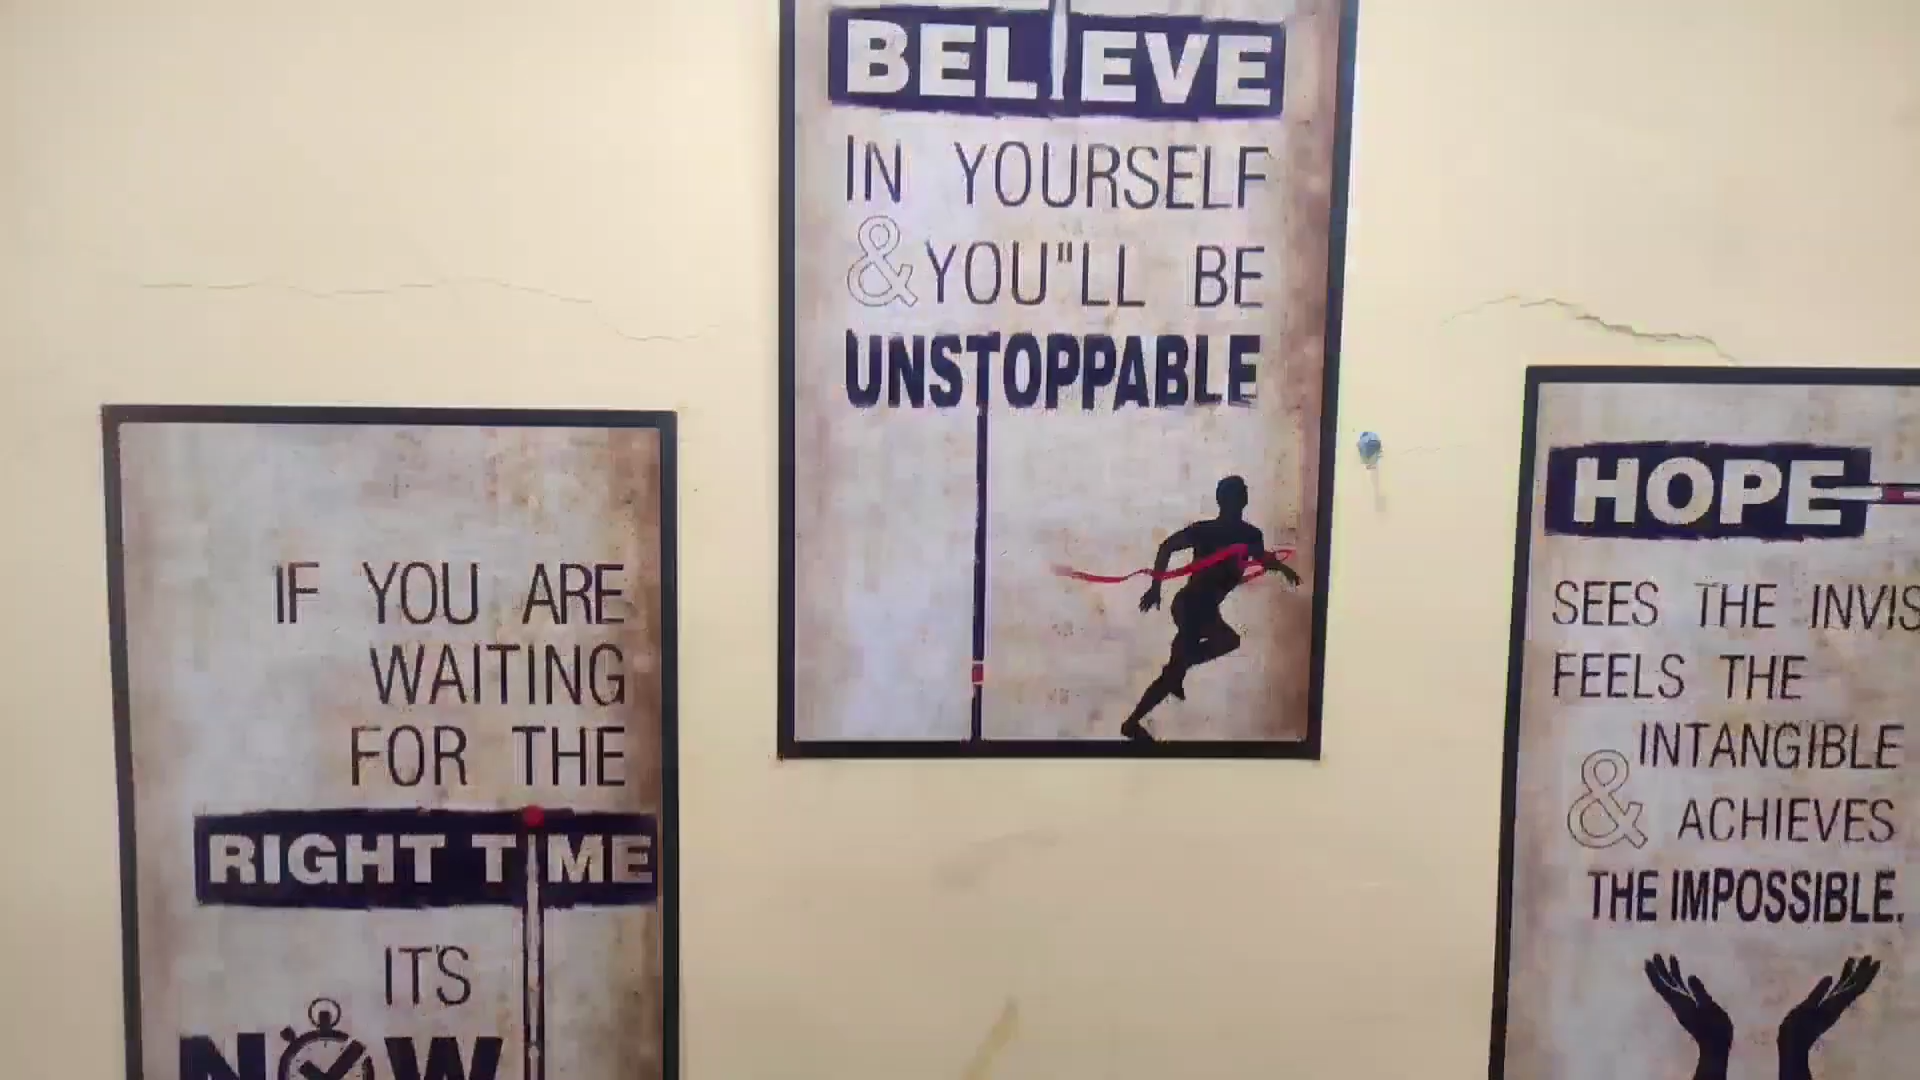 BELIEVE
IN YOURSELF
& YOU"LL BE
UNSTOPPABLE
IF YOU ARE
WAITING
FOR THE
RIGHT TIME
IT'S
NOW
HOPE
SEES THE
FEELS THE
INTANGIBLE
& ACHIEVES
THE IMPOSSIBLE.